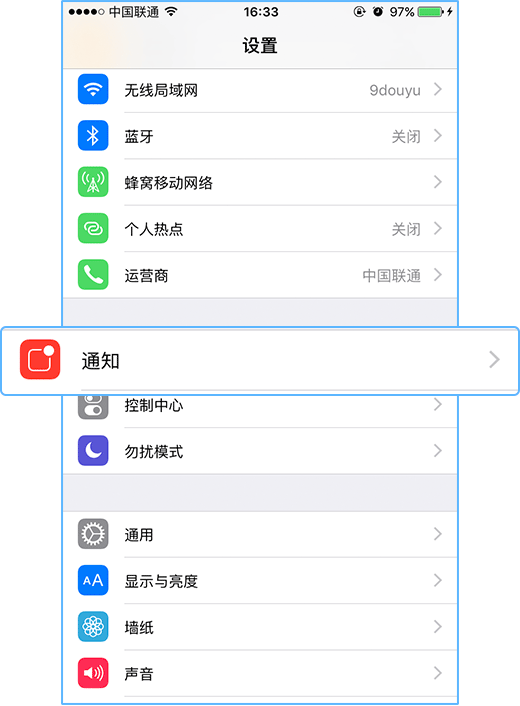 中国联通 16:33 97%
设置
无线局域网 9douyu
蓝牙 关闭
蜂窝移动网络
个人热点 关闭
运营商 中国联通
通知
控制中心
勿扰模式
通用
AA 显示与亮度
墙纸
声音